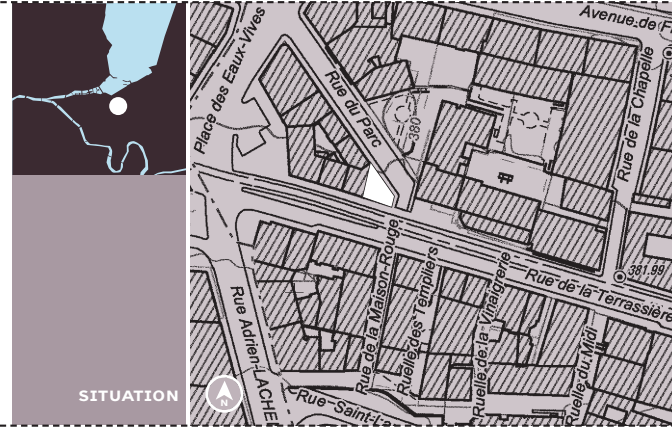 Avenue de F
Place des Eaux-Vives
Rue du Parc
380
Rue de la Chapelle
381.99
Rue de la Terrassière
Rue de la Maison-Rouge
Ruelle des Templiers
Ruelle de la Vinaigrerie
Ruelle du Midi
Rue Adrien-LACHE
Rue-Saint-La
SITUATION
N